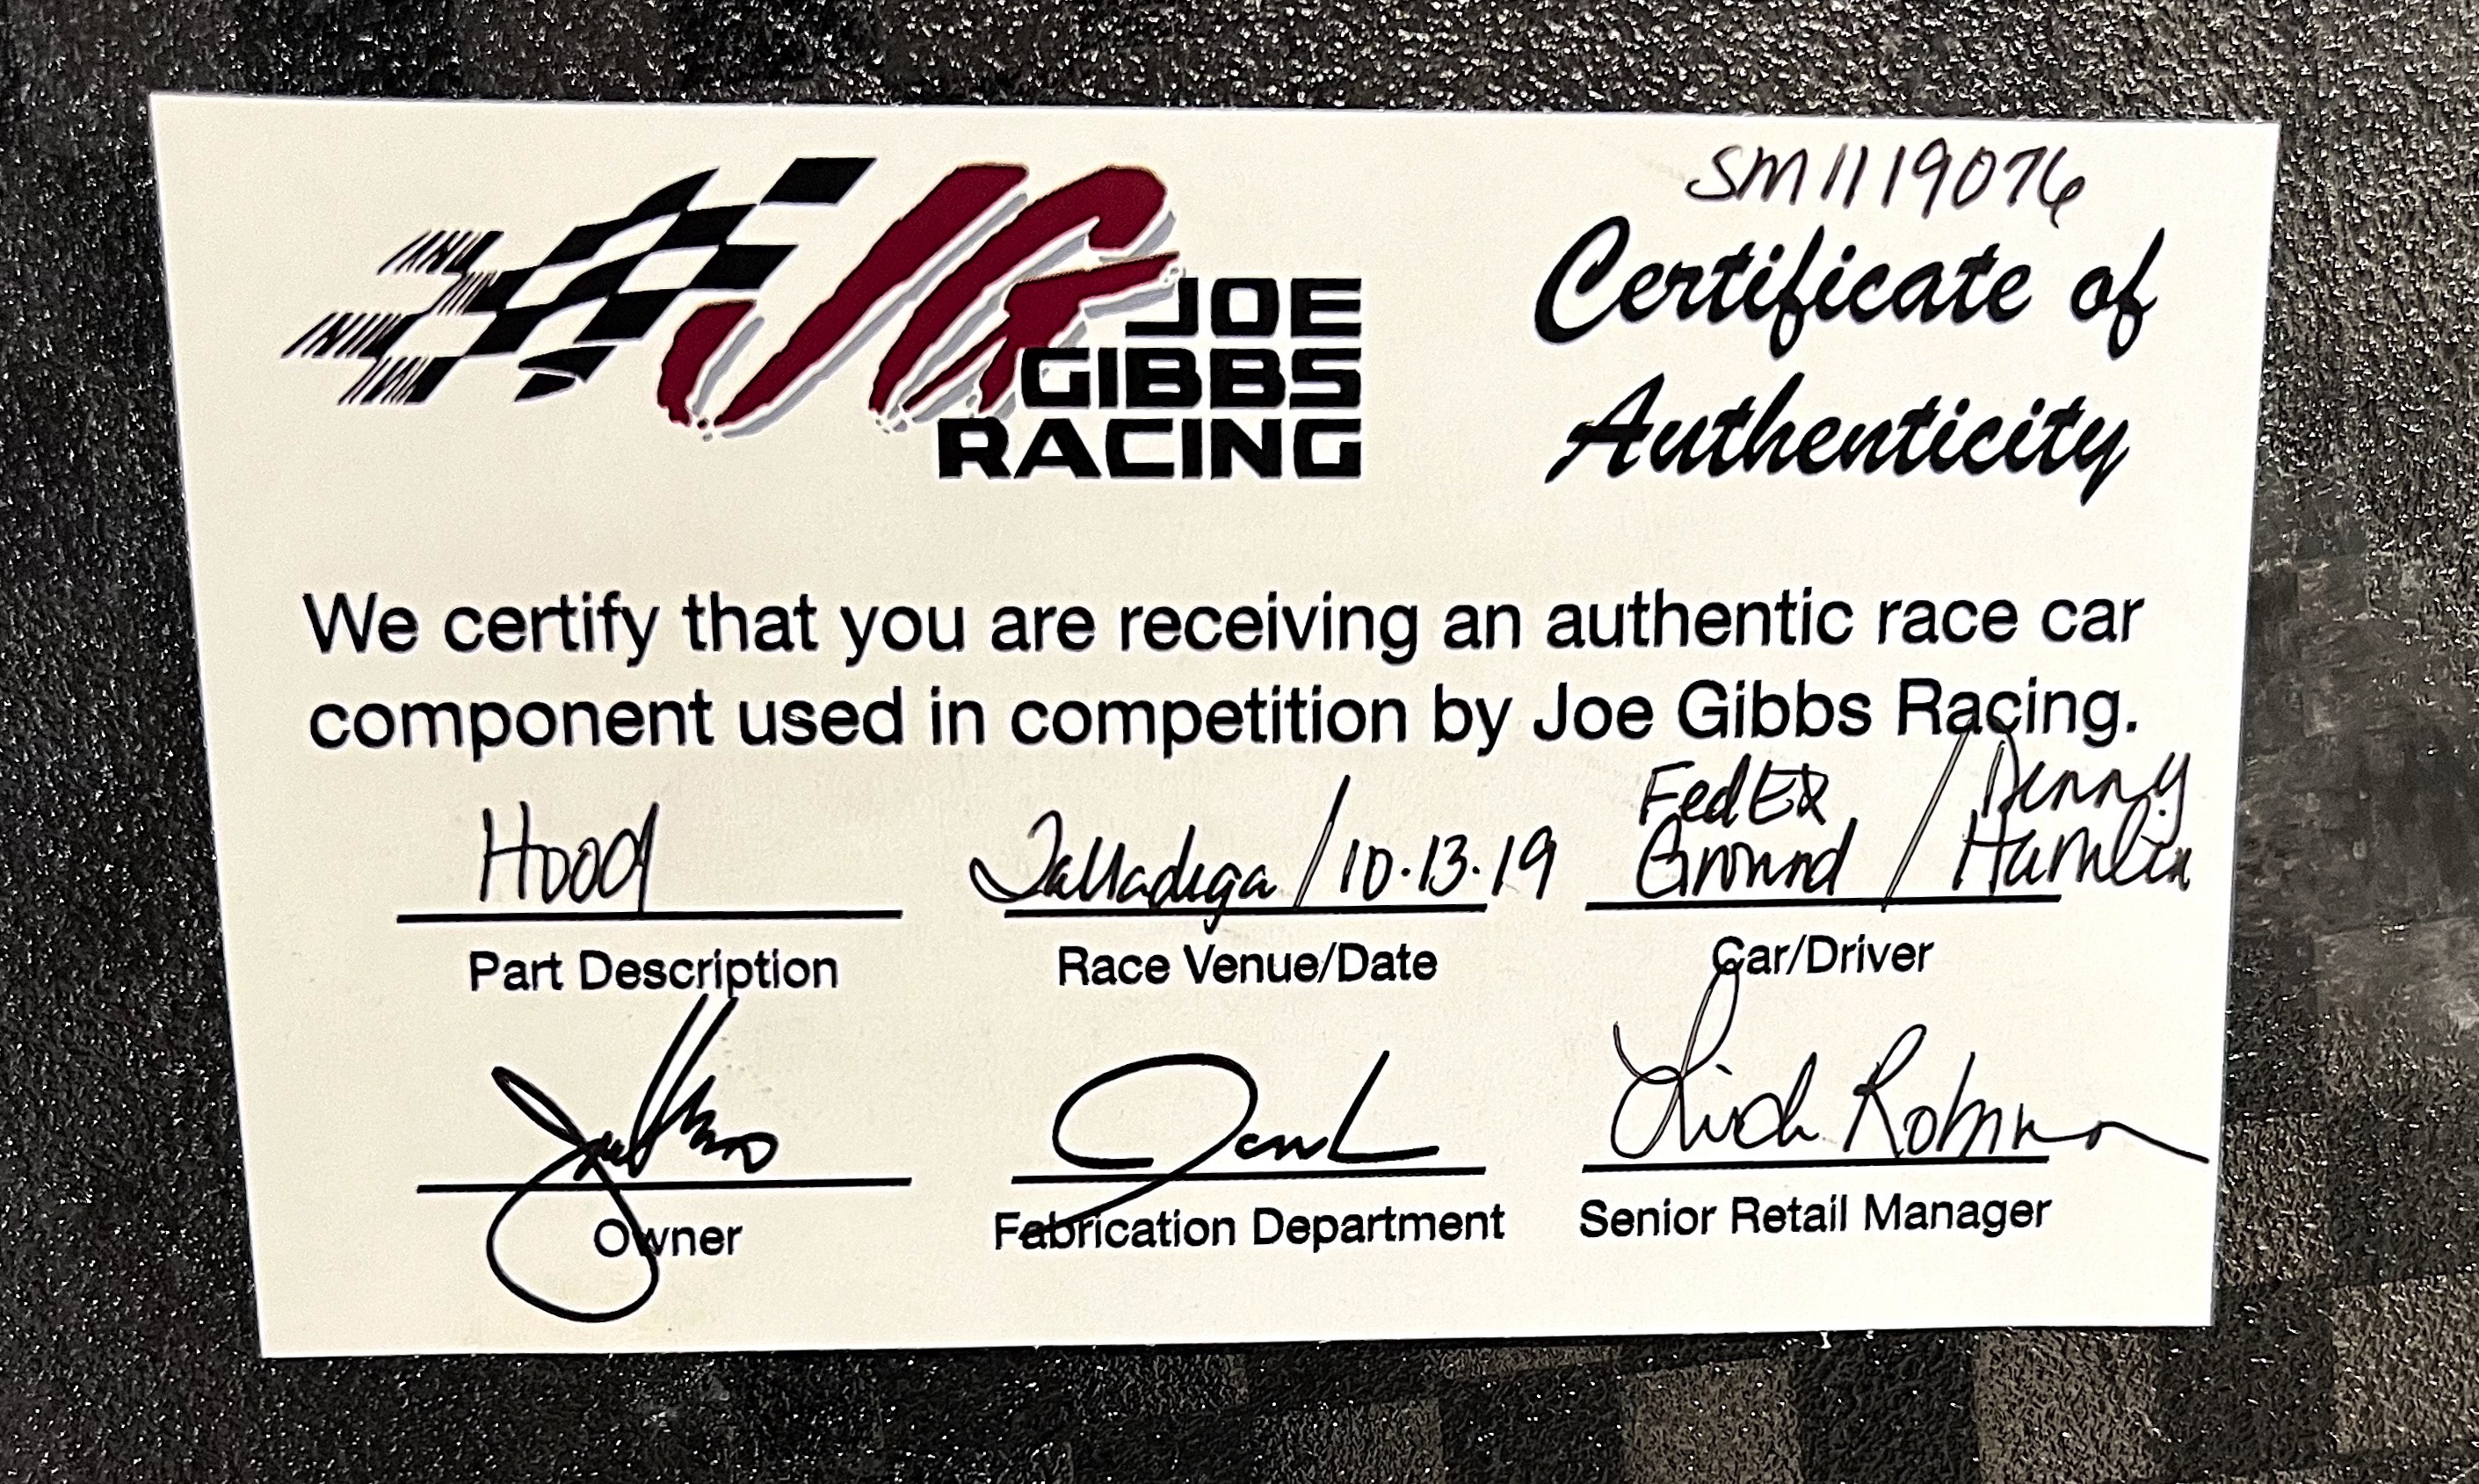 SM1119076
JG JOE
GIBBS
RACING
Certificate of
Authenticity
We certify that you are receiving an authentic race car
component used in competition by Joe Gibbs Racing.
Hood
Talladega/10.13.19
FedEx
Ground / Denny
Hamlin
Part Description
Race Venue/Date
Car/Driver
Robinson
Owner
Fabrication Department
Senior Retail Manager